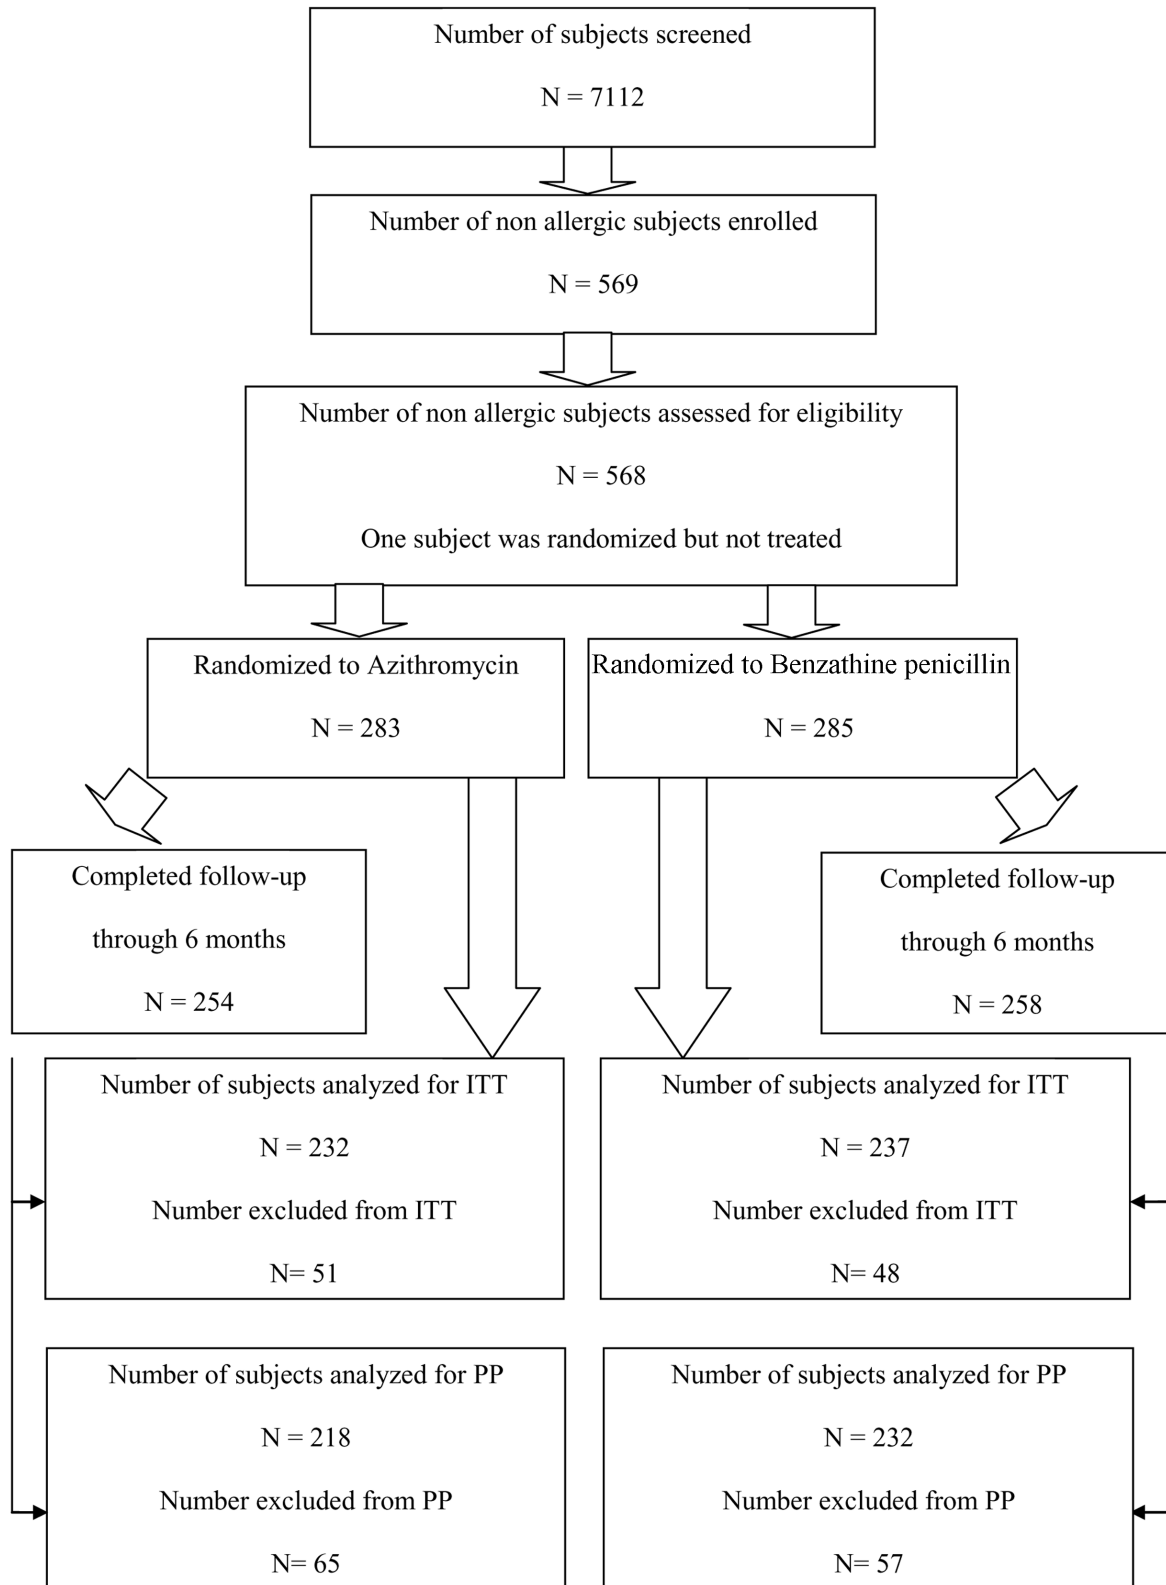 Number of subjects screened
N = 7112
Number of non allergic subjects enrolled
N = 569
Number of non allergic subjects assessed for eligibility
N = 568
One subject was randomized but not treated
Randomized to Azithromycin
N = 283
Randomized to Benzathine penicillin
N = 285
Completed follow-up
through 6 months
N = 254
Completed follow-up
through 6 months
N = 258
Number of subjects analyzed for ITT
N = 232
Number excluded from ITT
N= 51
Number of subjects analyzed for ITT
N = 237
Number excluded from ITT
N= 48
Number of subjects analyzed for PP
N = 218
Number excluded from PP
N= 65
Number of subjects analyzed for PP
N = 232
Number excluded from PP
N= 57